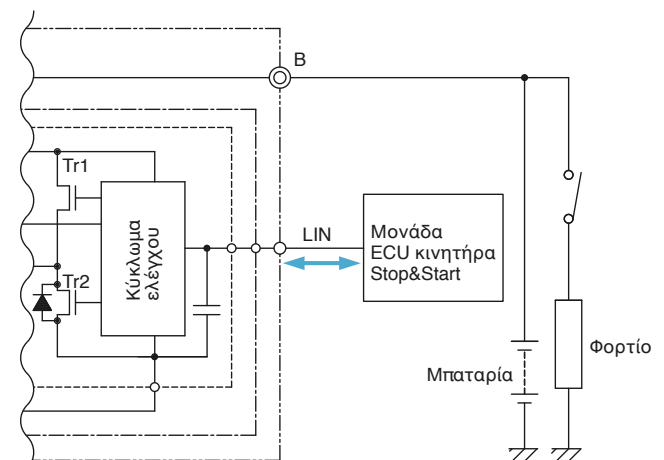 B
Tr1
Κύκλωμα
ελέγχου
LIN
Μονάδα
ECU κινητήρα
Stop&Start
Tr2
Μπαταρία
Φορτίο